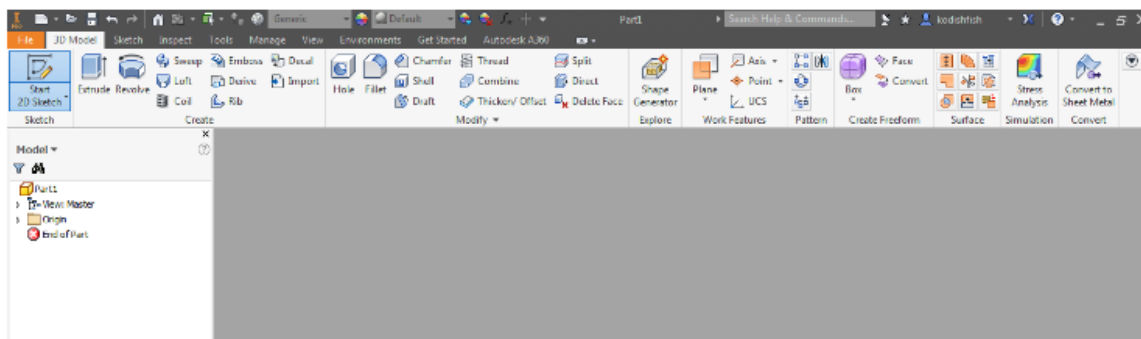 Generic Default Part1 Search Help & Commands... kodishfish
File 3D Model Sketch Inspect Tools Manage View Environments Get Started Autodesk A360
Start 2D Sketch Extrude Revolve Sweep Emboss Decal Hole Fillet Chamfer Thread Split Shape Generator Plane Axis Box Face Stress Analysis Convert to Sheet Metal
Loft Derive Import Shell Combine Direct Point Convert
Coil Rib Draft Thicken/ Offset Delete Face UCS
Sketch Create Modify Explore Work Features Pattern Create Freeform Surface Simulation Convert
Model
Part1
View: Master
Origin
End of Part